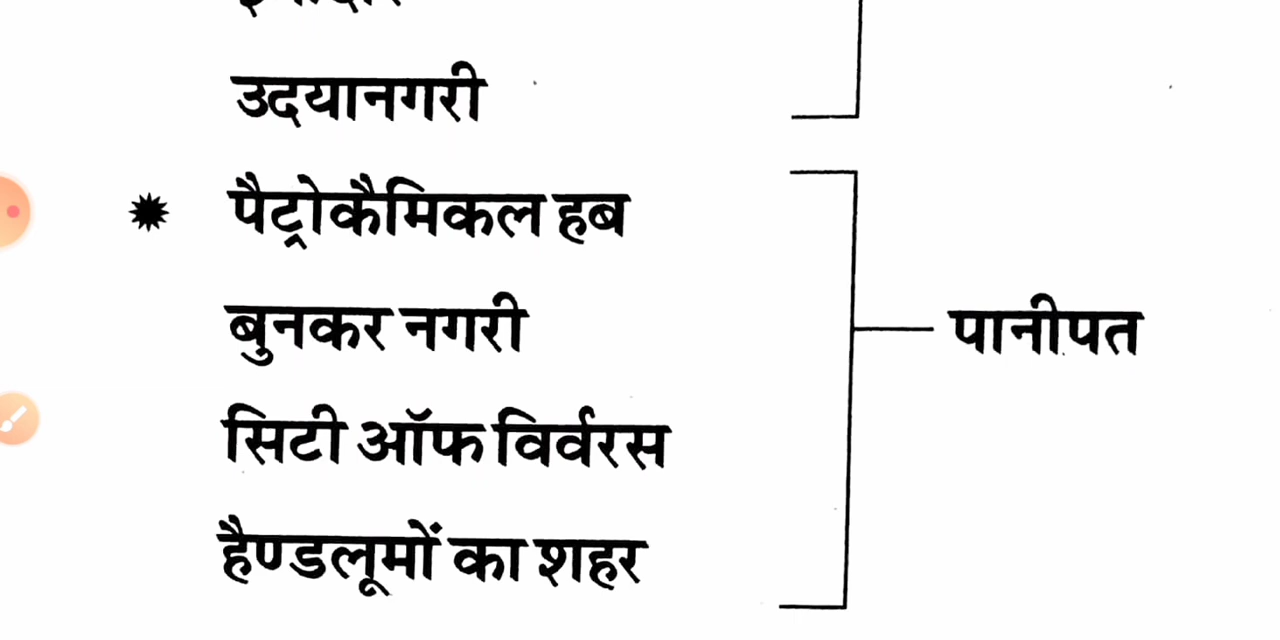 उदयानगरी
पैट्रोकैमिकल हब
बुनकर नगरी
पानीपत
सिटी ऑफ विर्वरस
हैण्डलूमों का शहर